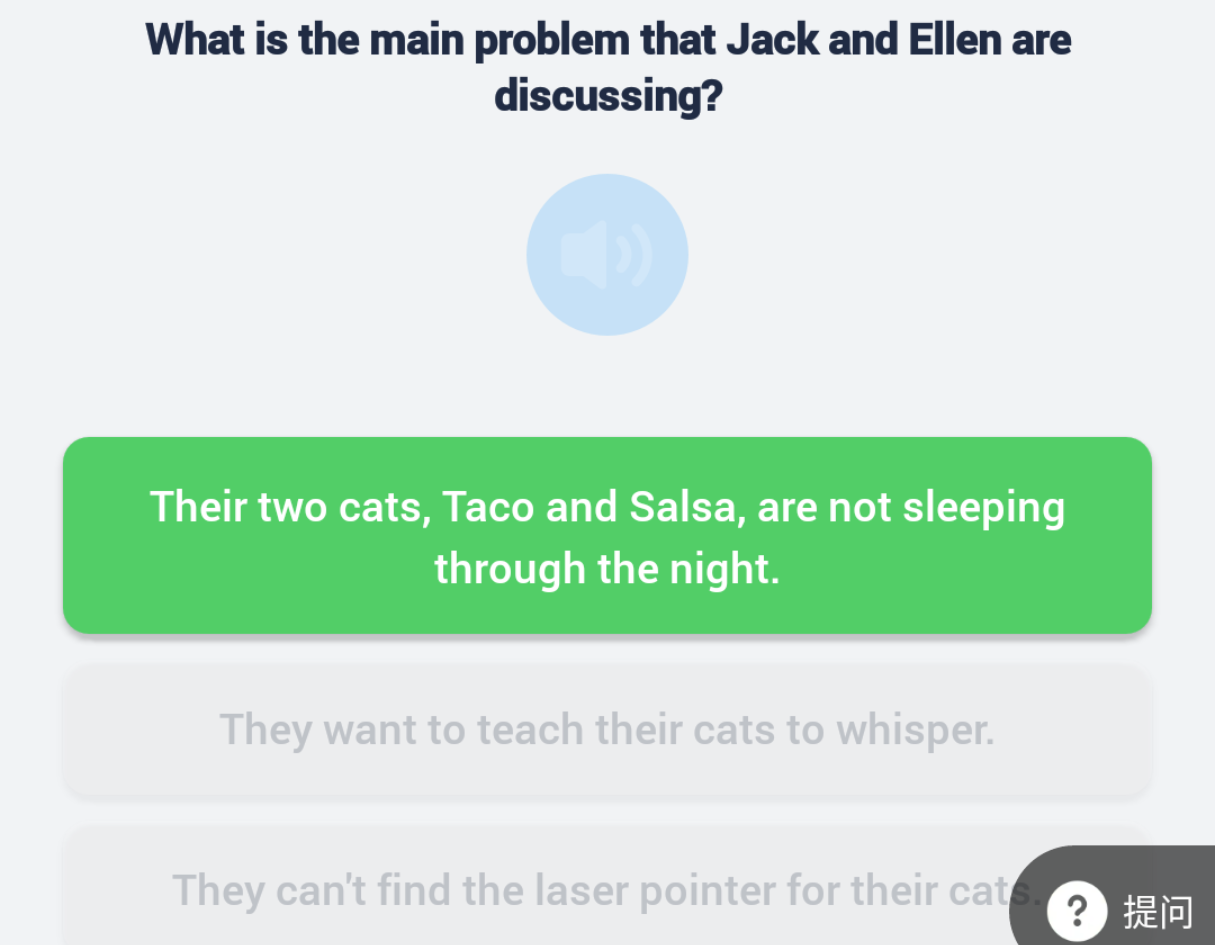 What is the main problem that Jack and Ellen are
discussing?
Their two cats, Taco and Salsa, are not sleeping
through the night.
They want to teach their cats to whisper.
They can't find the laser pointer for their cats.
? 提问